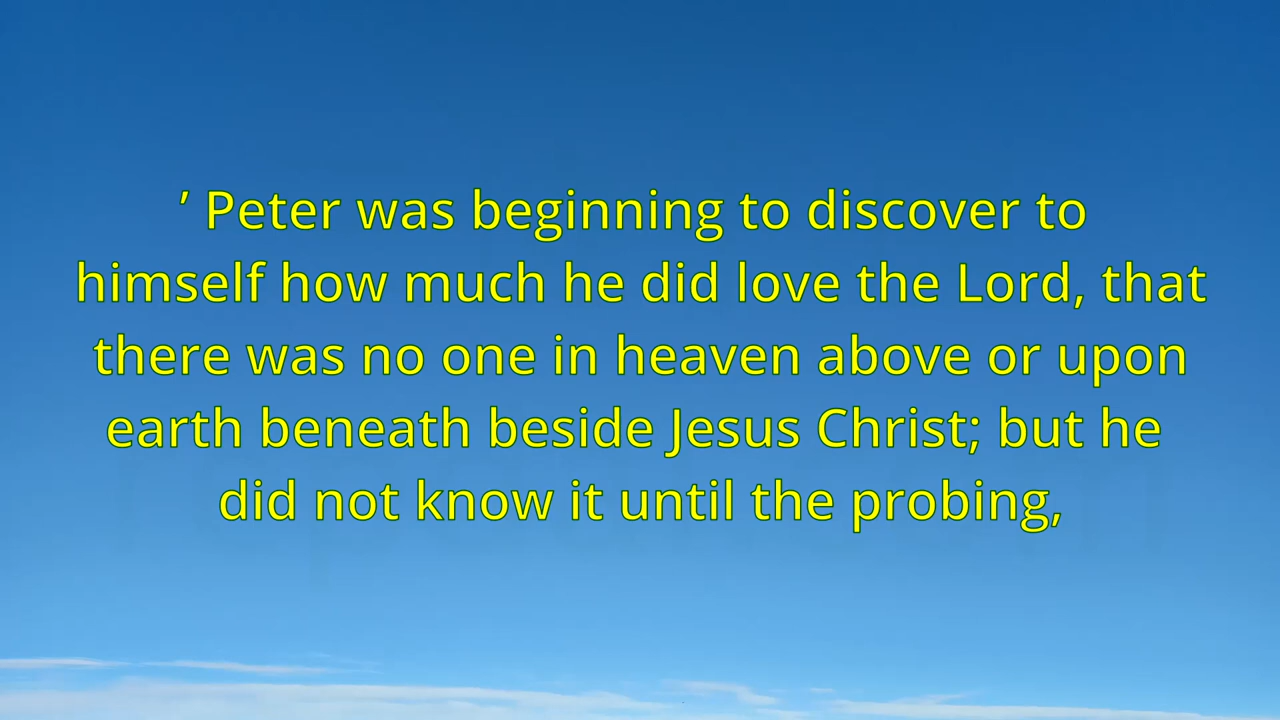 ’ Peter was beginning to discover to
himself how much he did love the Lord, that
there was no one in heaven above or upon
earth beneath beside Jesus Christ; but he
did not know it until the probing,